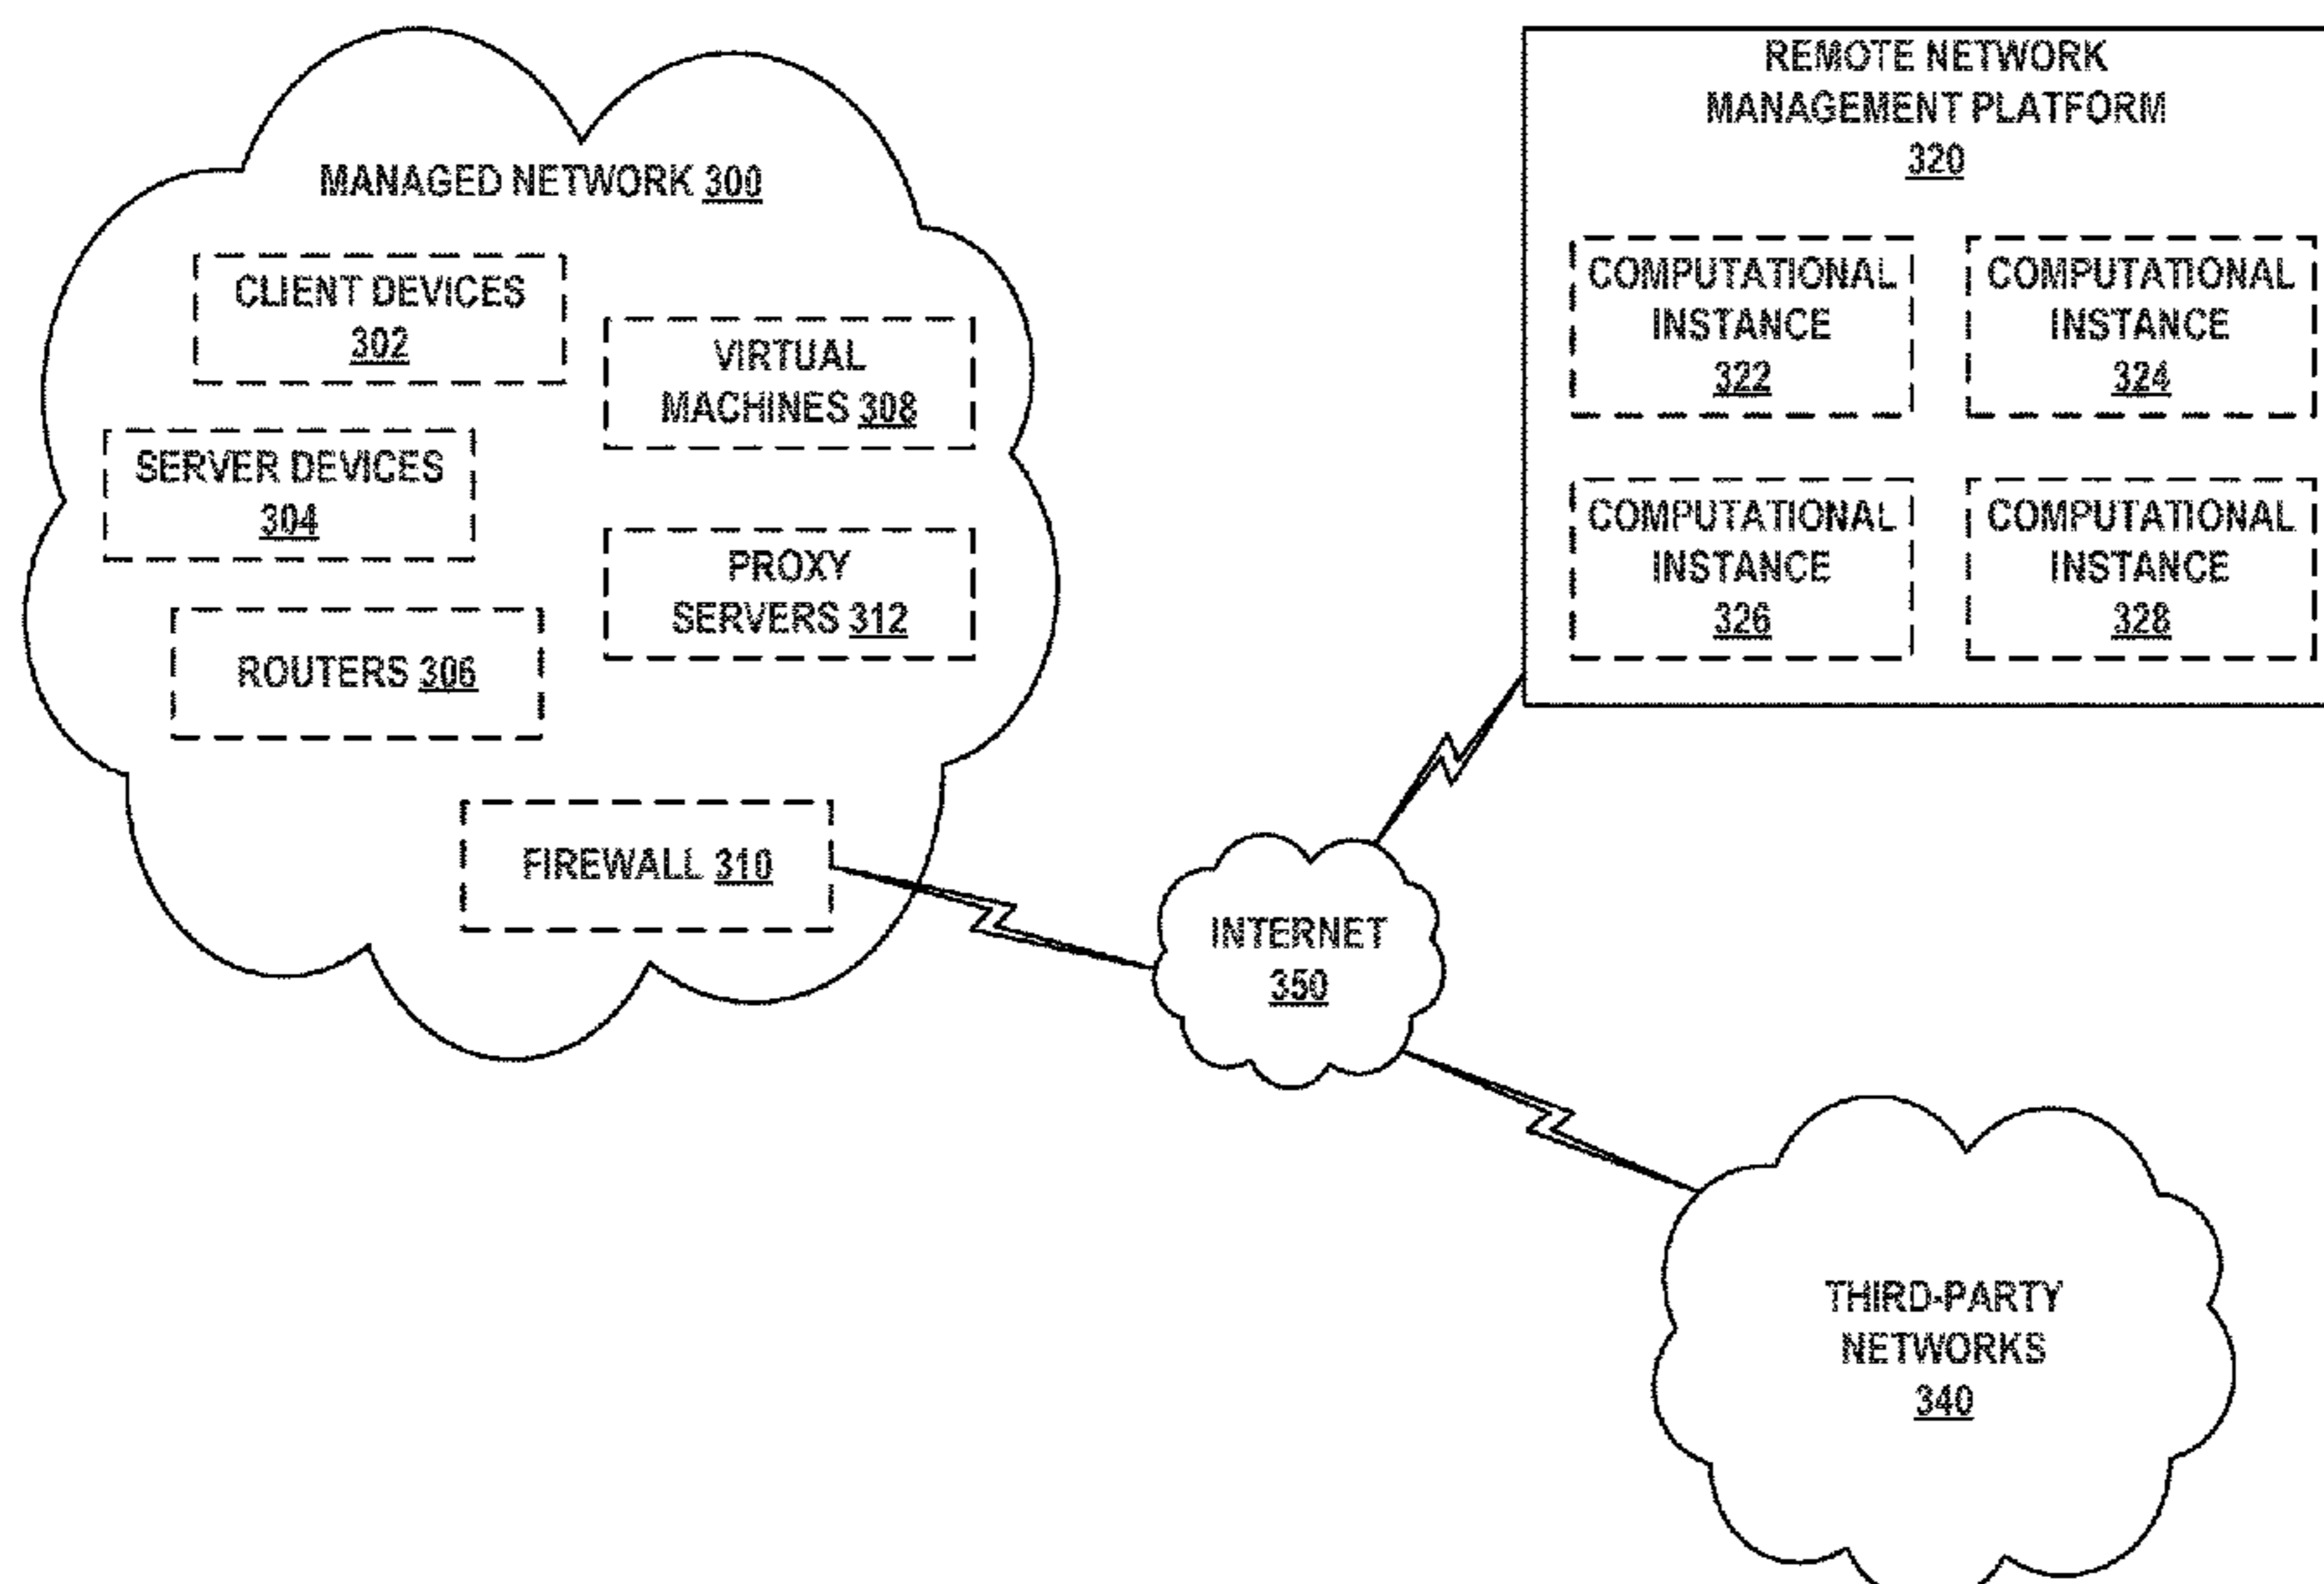 MANAGED NETWORK 300
CLIENT DEVICES
302
VIRTUAL
MACHINES 308
SERVER DEVICES
304
PROXY
SERVERS 312
ROUTERS 306
FIREWALL 310
REMOTE NETWORK
MANAGEMENT PLATFORM
320
COMPUTATIONAL
INSTANCE
322
COMPUTATIONAL
INSTANCE
324
COMPUTATIONAL
INSTANCE
326
COMPUTATIONAL
INSTANCE
328
INTERNET
350
THIRD-PARTY
NETWORKS
340